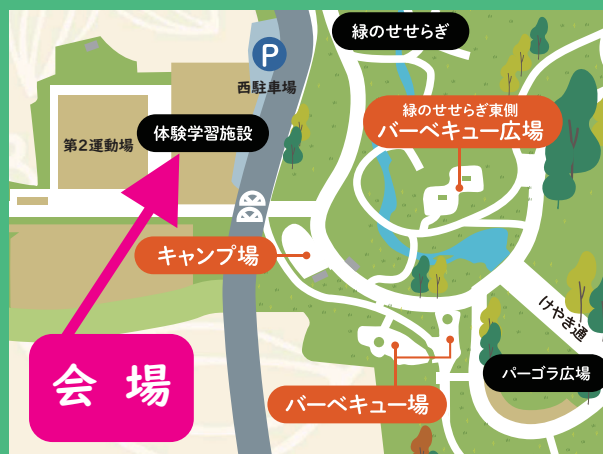 緑のせせらぎ
P
西駐車場
緑のせせらぎ東側
バーベキュー広場
第2運動場
体験学習施設
キャンプ場
けやき通
会 場
パーゴラ広場
バーベキュー場